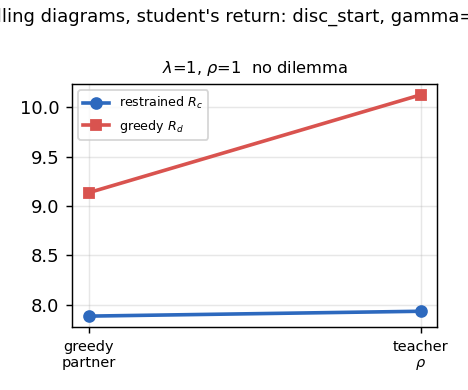 lling diagrams, student's return: disc_start, gamma=
λ=1, ρ=1 no dilemma
restrained R_c
greedy R_d
10.0
9.5
9.0
8.5
8.0
greedy
partner
teacher
ρ